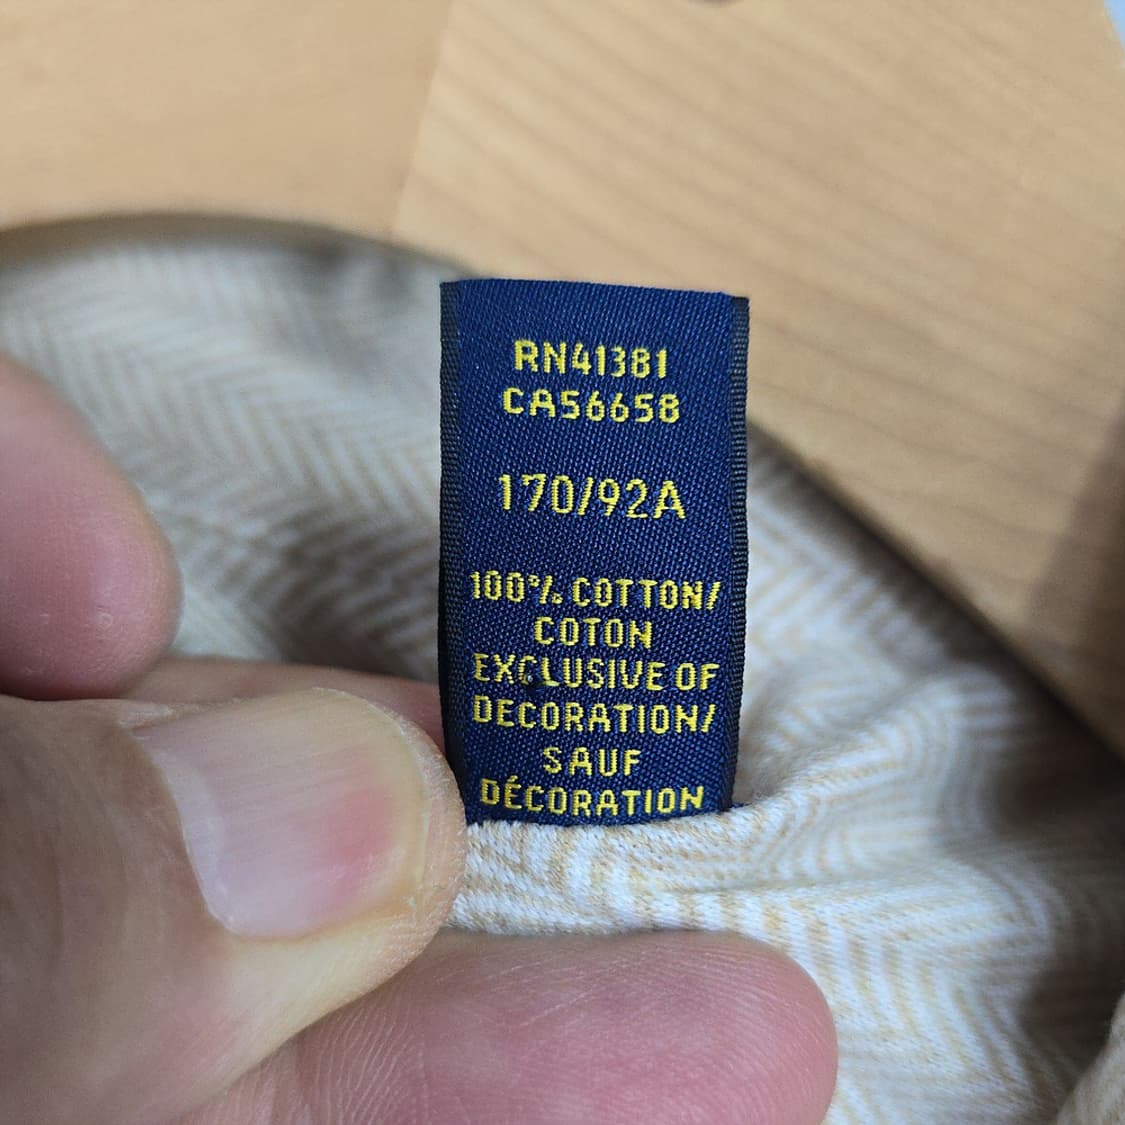 RN41381
CA56658
170/92A
100% COTTON/
COTON
EXCLUSIVE OF
DECORATION/
SAUF
DÉCORATION